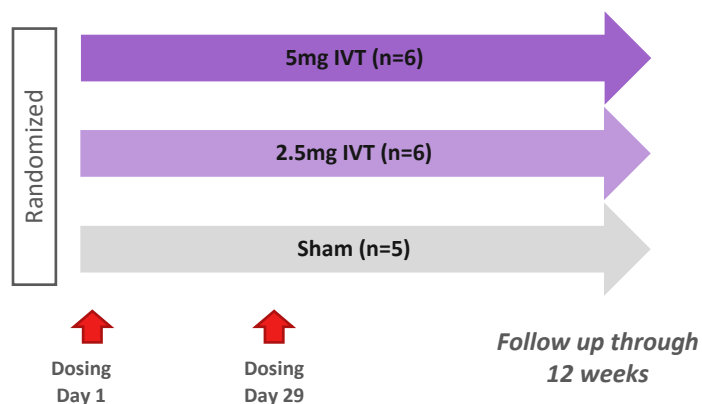 Randomized
5mg IVT (n=6)
2.5mg IVT (n=6)
Sham (n=5)
Dosing
Day 1
Dosing
Day 29
Follow up through
12 weeks